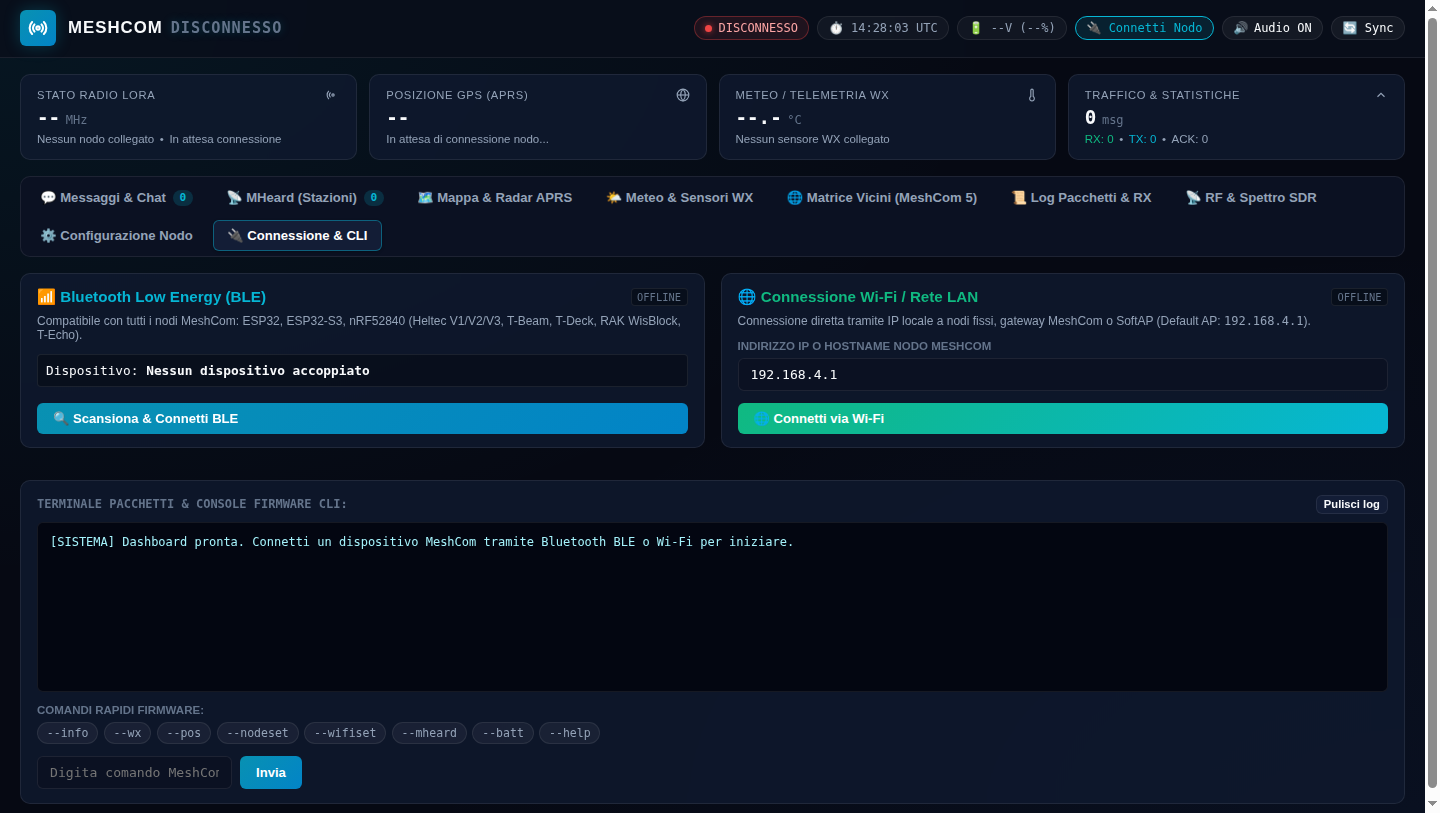 MESHCOM DISCONNESSO
DISCONNESSO
14:28:03 UTC
--V (--%)
Connetti Nodo
Audio ON
Sync
STATO RADIO LORA
-- MHz
Nessun nodo collegato • In attesa connessione
POSIZIONE GPS (APRS)
--
In attesa di connessione nodo...
METEO / TELEMETRIA WX
--.- °C
Nessun sensore WX collegato
TRAFFICO & STATISTICHE
0 msg
RX: 0 • TX: 0 • ACK: 0
Messaggi & Chat 0
MHeard (Stazioni) 0
Mappa & Radar APRS
Meteo & Sensori WX
Matrice Vicini (MeshCom 5)
Log Pacchetti & RX
RF & Spettro SDR
Configurazione Nodo
Connessione & CLI
Bluetooth Low Energy (BLE)
OFFLINE
Compatibile con tutti i nodi MeshCom: ESP32, ESP32-S3, nRF52840 (Heltec V1/V2/V3, T-Beam, T-Deck, RAK WisBlock,
T-Echo).
Dispositivo: Nessun dispositivo accoppiato
Scansiona & Connetti BLE
Connessione Wi-Fi / Rete LAN
OFFLINE
Connessione diretta tramite IP locale a nodi fissi, gateway MeshCom o SoftAP (Default AP: 192.168.4.1).
INDIRIZZO IP O HOSTNAME NODO MESHCOM
192.168.4.1
Connetti via Wi-Fi
TERMINALE PACCHETTI & CONSOLE FIRMWARE CLI:
Pulisci log
[SISTEMA] Dashboard pronta. Connetti un dispositivo MeshCom tramite Bluetooth BLE o Wi-Fi per iniziare.
COMANDI RAPIDI FIRMWARE:
--info
--wx
--pos
--nodeset
--wifiset
--mheard
--batt
--help
Digita comando MeshCor
Invia